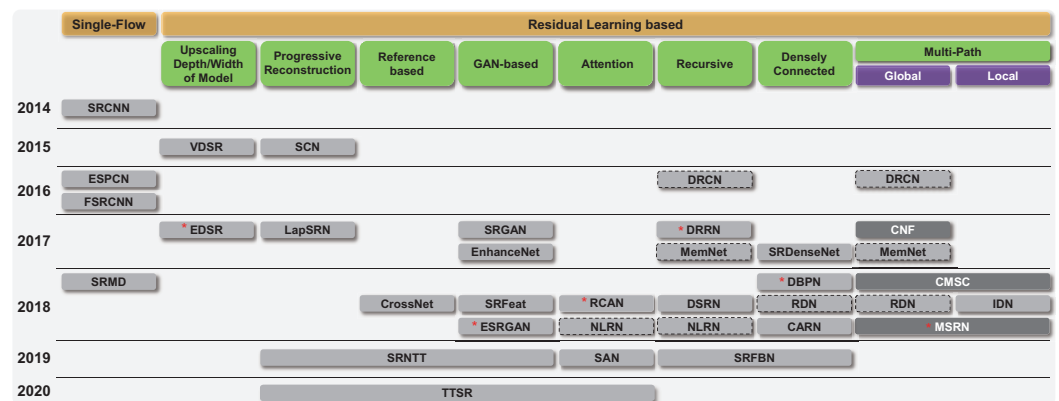 Single-Flow Residual Learning based
Upscaling Depth/Width of Model Progressive Reconstruction Reference based GAN-based Attention Recursive Densely Connected Multi-Path
Global Local
2014 SRCNN
2015 VDSR SCN
2016 ESPCN DRCN DRCN
FSRCNN
2017 * EDSR LapSRN SRGAN * DRRN CNF
EnhanceNet MemNet SRDenseNet MemNet
2018 SRMD * DBPN CMSC
CrossNet SRFeat * RCAN DSRN RDN RDN IDN
* ESRGAN NLRN NLRN CARN * MSRN
2019 SRNTT SAN SRFBN
2020 TTSR